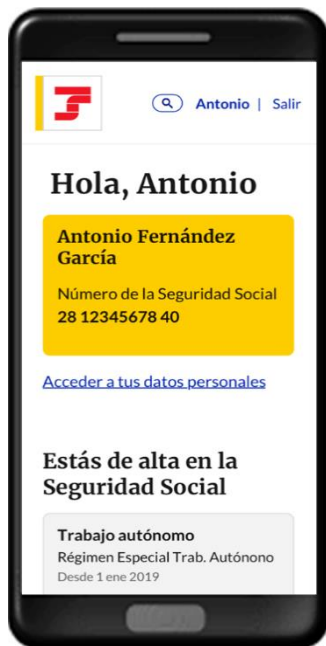 Antonio | Salir
Hola, Antonio
Antonio Fernández
García
Número de la Seguridad Social
28 12345678 40
Acceder a tus datos personales
Estás de alta en la
Seguridad Social
Trabajo autónomo
Régimen Especial Trab. Autónono
Desde 1 ene 2019